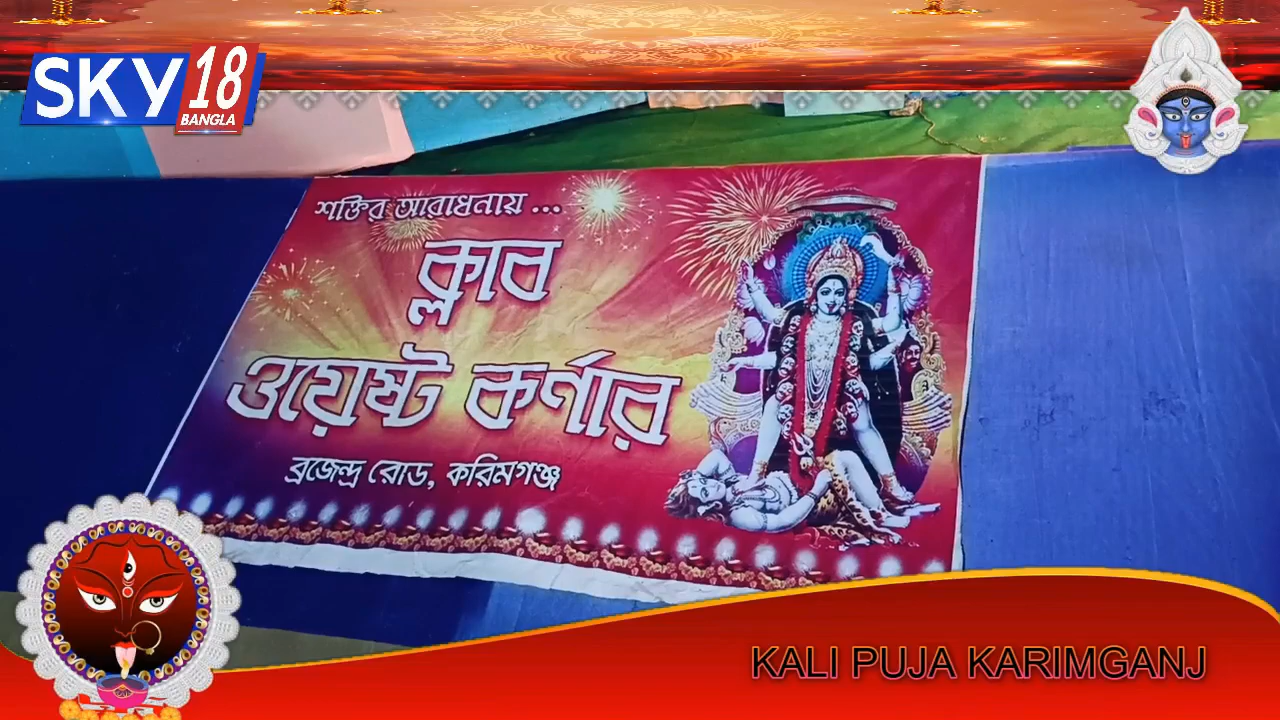 SKY 18
BANGLA
শক্তির আরাধনায় ...
ক্লাব
ওয়েষ্ট কর্ণার
ব্রজেন্দ্র রোড, করিমগঞ্জ
KALI PUJA KARIMGANJ